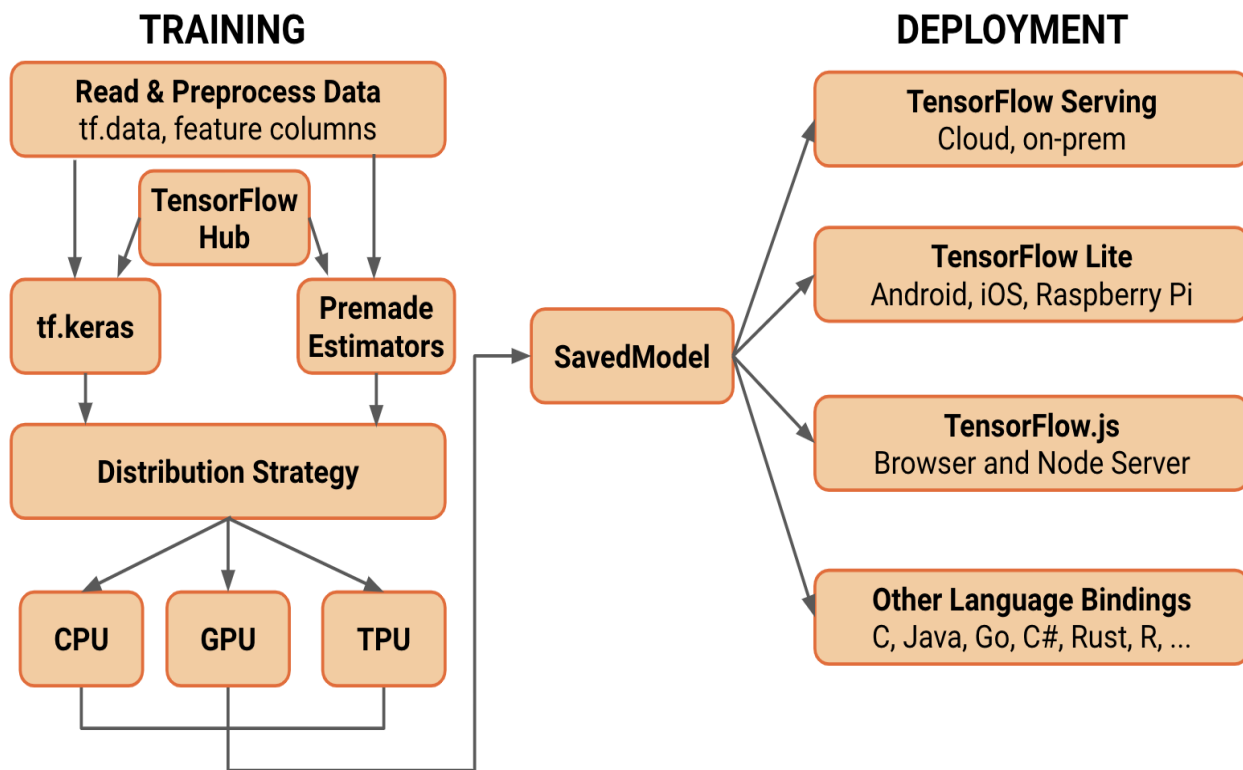 TRAINING
Read & Preprocess Data
tf.data, feature columns
TensorFlow
Hub
tf.keras
Premade
Estimators
Distribution Strategy
CPU
GPU
TPU
SavedModel
DEPLOYMENT
TensorFlow Serving
Cloud, on-prem
TensorFlow Lite
Android, iOS, Raspberry Pi
TensorFlow.js
Browser and Node Server
Other Language Bindings
C, Java, Go, C#, Rust, R, ...